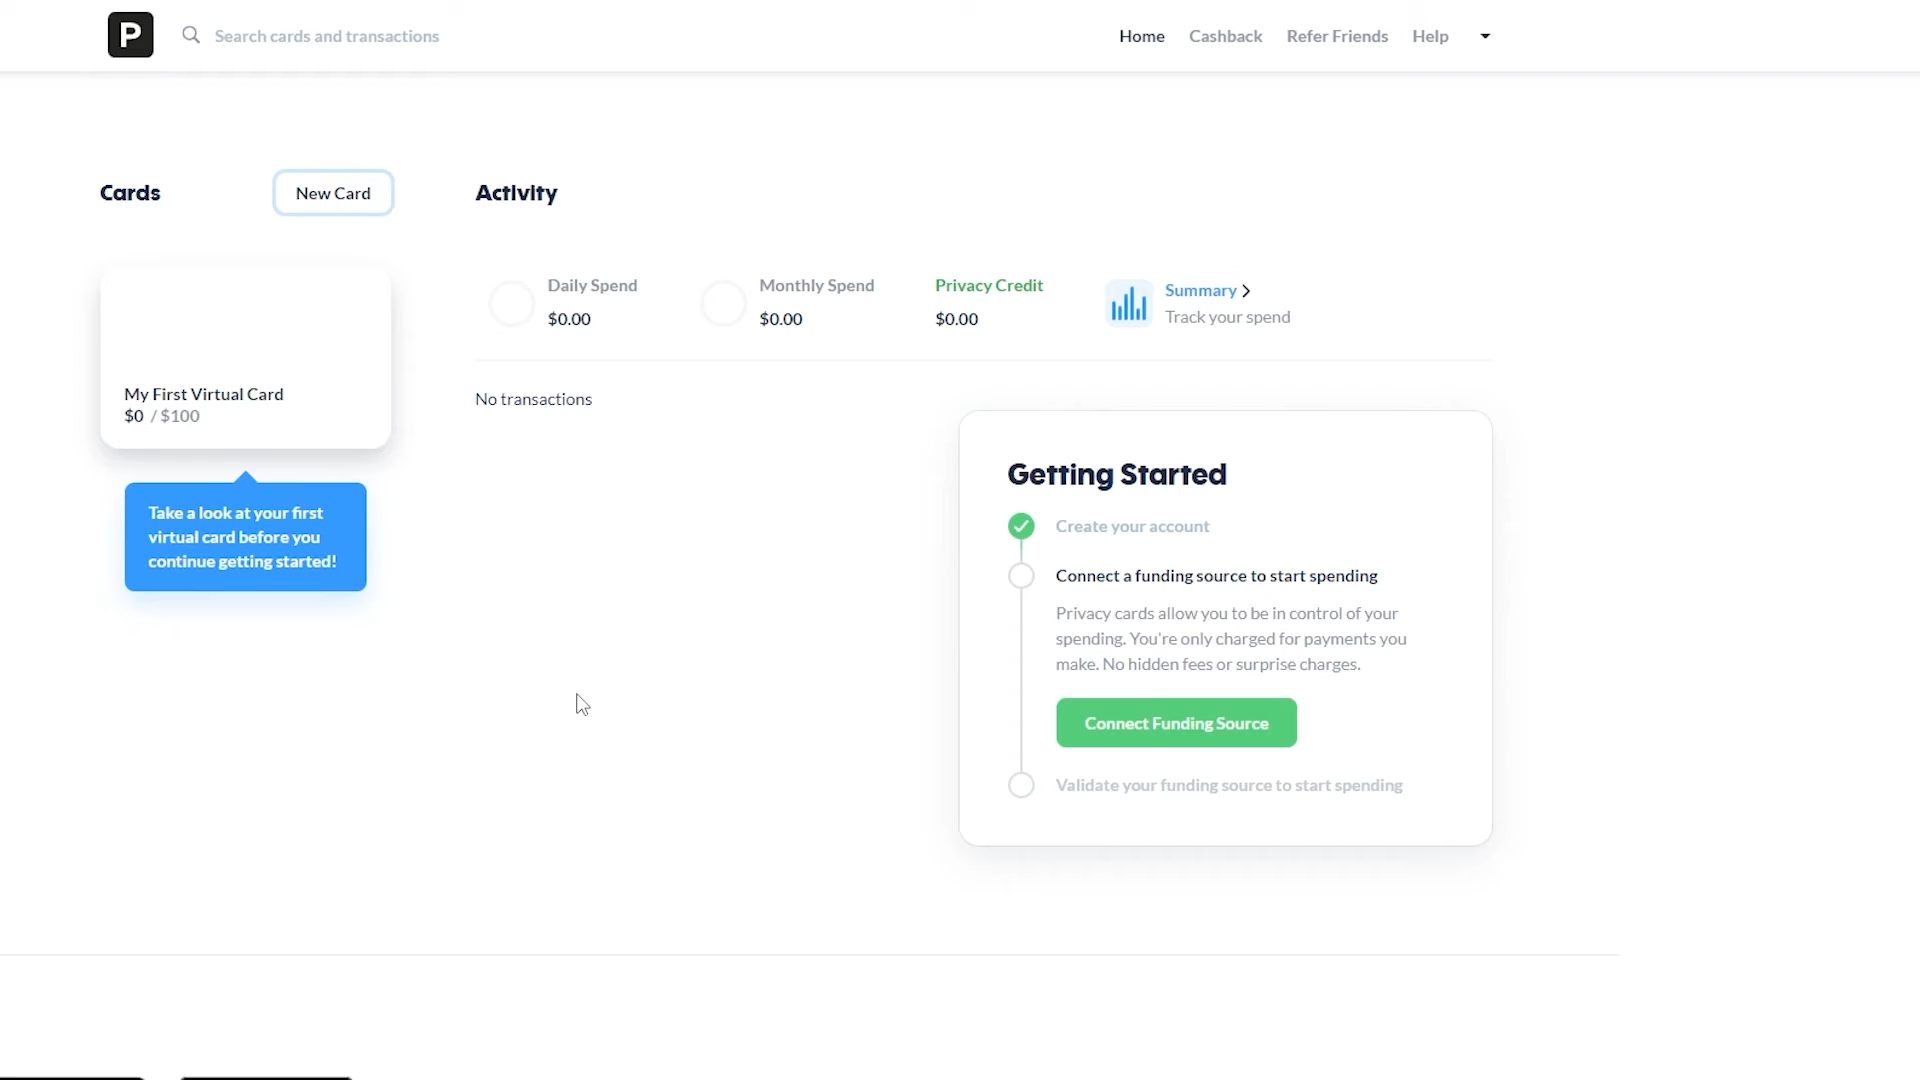 P
Search cards and transactions
Home
Cashback
Refer Friends
Help
Cards
New Card
My First Virtual Card
$0 / $100
Take a look at your first
virtual card before you
continue getting started!
Activity
Daily Spend
$0.00
Monthly Spend
$0.00
Privacy Credit
$0.00
Summary
Track your spend
No transactions
Getting Started
Create your account
Connect a funding source to start spending
Privacy cards allow you to be in control of your
spending. You're only charged for payments you
make. No hidden fees or surprise charges.
Connect Funding Source
Validate your funding source to start spending